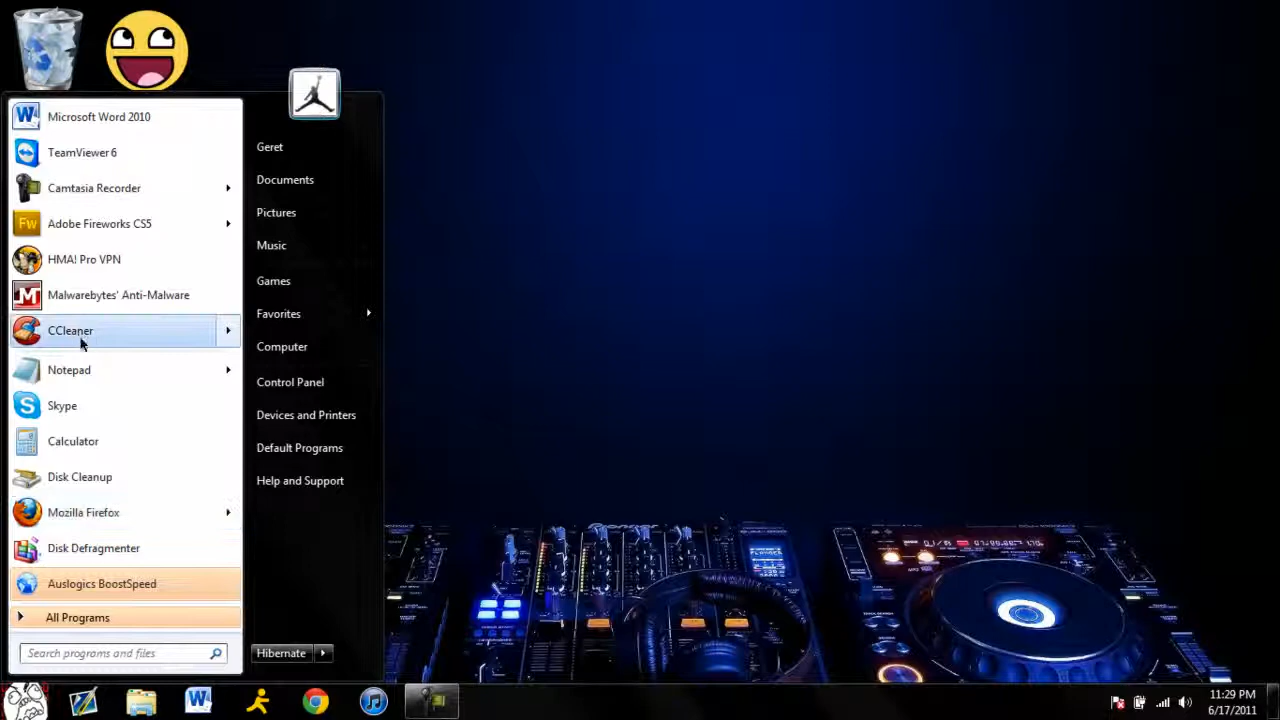 Microsoft Word 2010
TeamViewer 6
Camtasia Recorder
Fw
Adobe Fireworks CS5
HMA! Pro VPN
Malwarebytes' Anti-Malware
CCleaner
Notepad
Skype
Calculator
Disk Cleanup
Mozilla Firefox
Disk Defragmenter
Auslogics BoostSpeed
All Programs
Search programs and files
Geret
Documents
Pictures
Music
Games
Favorites
Computer
Control Panel
Devices and Printers
Default Programs
Help and Support
Hibernate
11:29 PM
6/17/2011